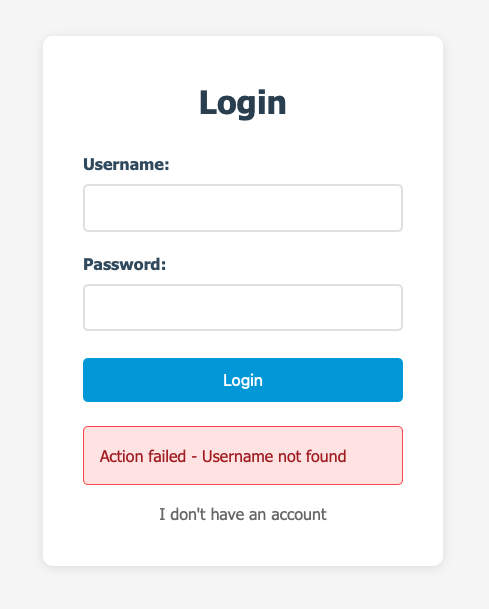 Login
Username:
Password:
Login
Action failed - Username not found
I don't have an account